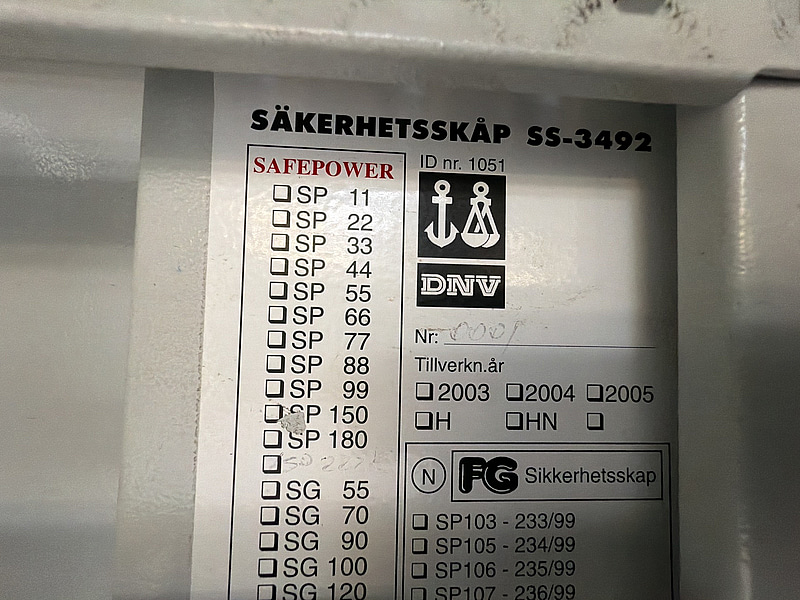 SÄKERHETSSKÅP SS-3492
SAFEPOWER
SP 11
SP 22
SP 33
SP 44
SP 55
SP 66
SP 77
SP 88
SP 99
SP 150
SP 180
SG 55
SG 70
SG 90
SG 100
SG 120
ID nr. 1051
DNV
Nr:
Tillverkn.år
2003 2004 2005
H HN
N FG Sikkerhetsskap
SP103 - 233/99
SP105 - 234/99
SP106 - 235/99
SP107 - 236/99